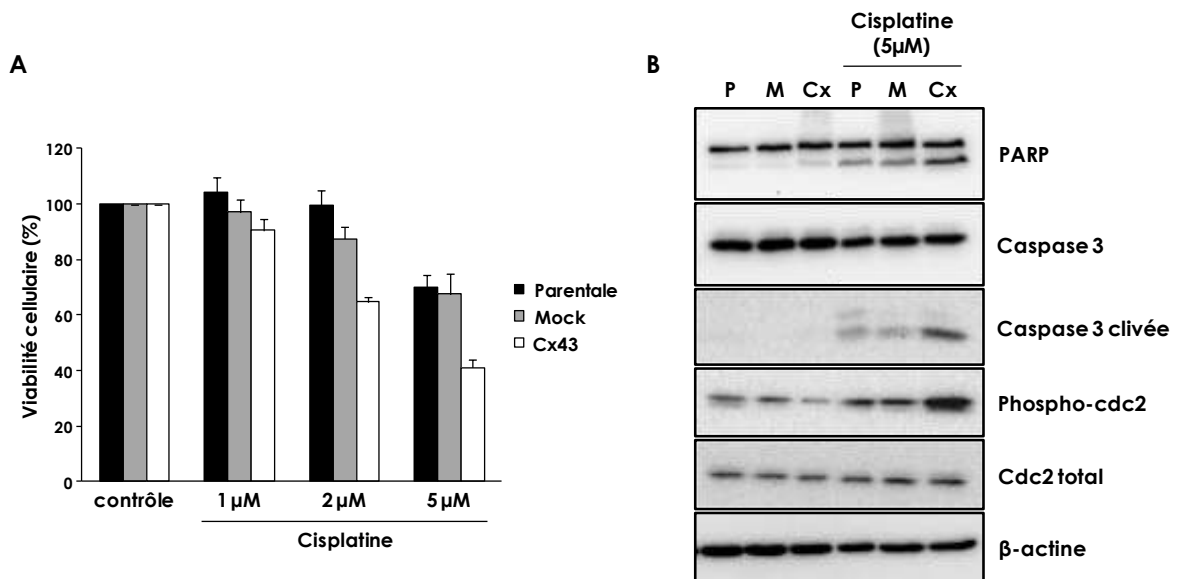 A
Viabilité cellulaire (%)
120
100
80
60
40
20
0
contrôle
1 µM
2 µM
5 µM
Cisplatine
Parentale
Mock
Cx43
B
Cisplatine
(5µM)
P M Cx P M Cx
PARP
Caspase 3
Caspase 3 clivée
Phospho-cdc2
Cdc2 total
β-actine